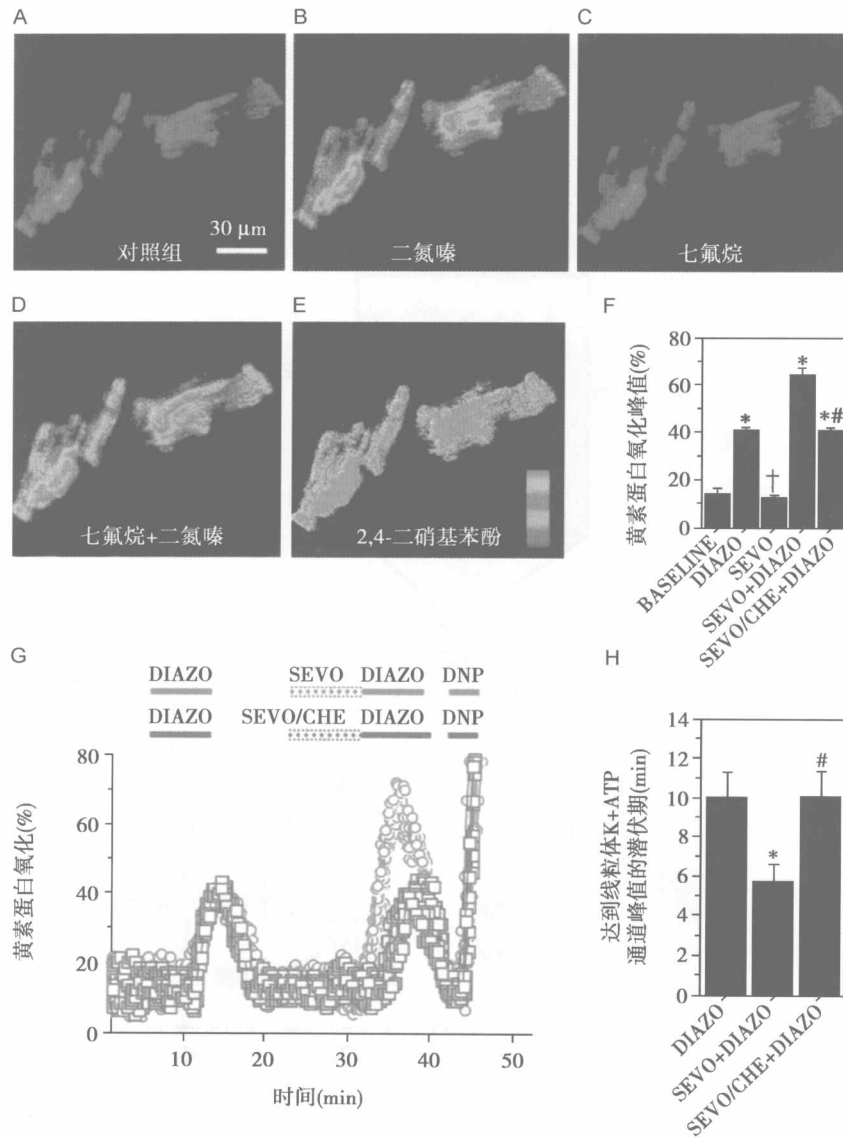 A
B
C
对照组
30 μm
二氮嗪
七氟烷
D
E
F
七氟烷+二氮嗪
2,4-二硝基苯酚
黄素蛋白氧化峰值(%)
80
60
40
20
0
*
†
*
*#
BASELINE
DIAZO
SEVO
SEVO+DIAZO
SEVO/CHE+DIAZO
G
DIAZO SEVO DIAZO DNP
DIAZO SEVO/CHE DIAZO DNP
黄素蛋白氧化(%)
80
60
40
20
0
10 20 30 40 50
时间(min)
H
达到线粒体K+ATP
通道峰值的潜伏期(min)
14
12
10
8
6
4
2
0
*
#
DIAZO
SEVO+DIAZO
SEVO/CHE+DIAZO